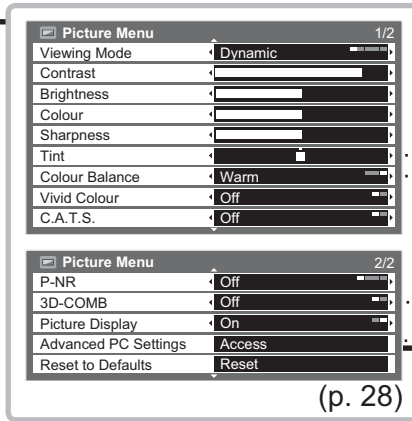 Picture Menu 1/2
Viewing Mode Dynamic
Contrast
Brightness
Colour
Sharpness
Tint
Colour Balance Warm
Vivid Colour Off
C.A.T.S. Off
Picture Menu 2/2
P-NR Off
3D-COMB Off
Picture Display On
Advanced PC Settings Access
Reset to Defaults Reset
(p. 28)